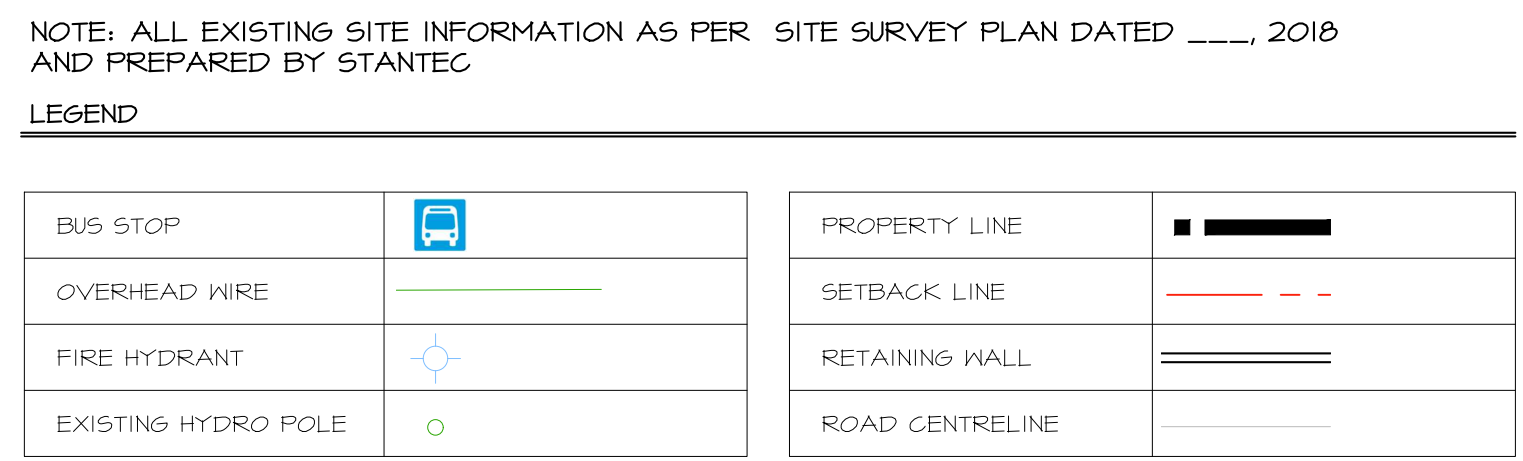 NOTE: ALL EXISTING SITE INFORMATION AS PER SITE SURVEY PLAN DATED ___, 2018
AND PREPARED BY STANTEC
LEGEND
BUS STOP
OVERHEAD WIRE
FIRE HYDRANT
EXISTING HYDRO POLE
PROPERTY LINE
SETBACK LINE
RETAINING WALL
ROAD CENTRELINE